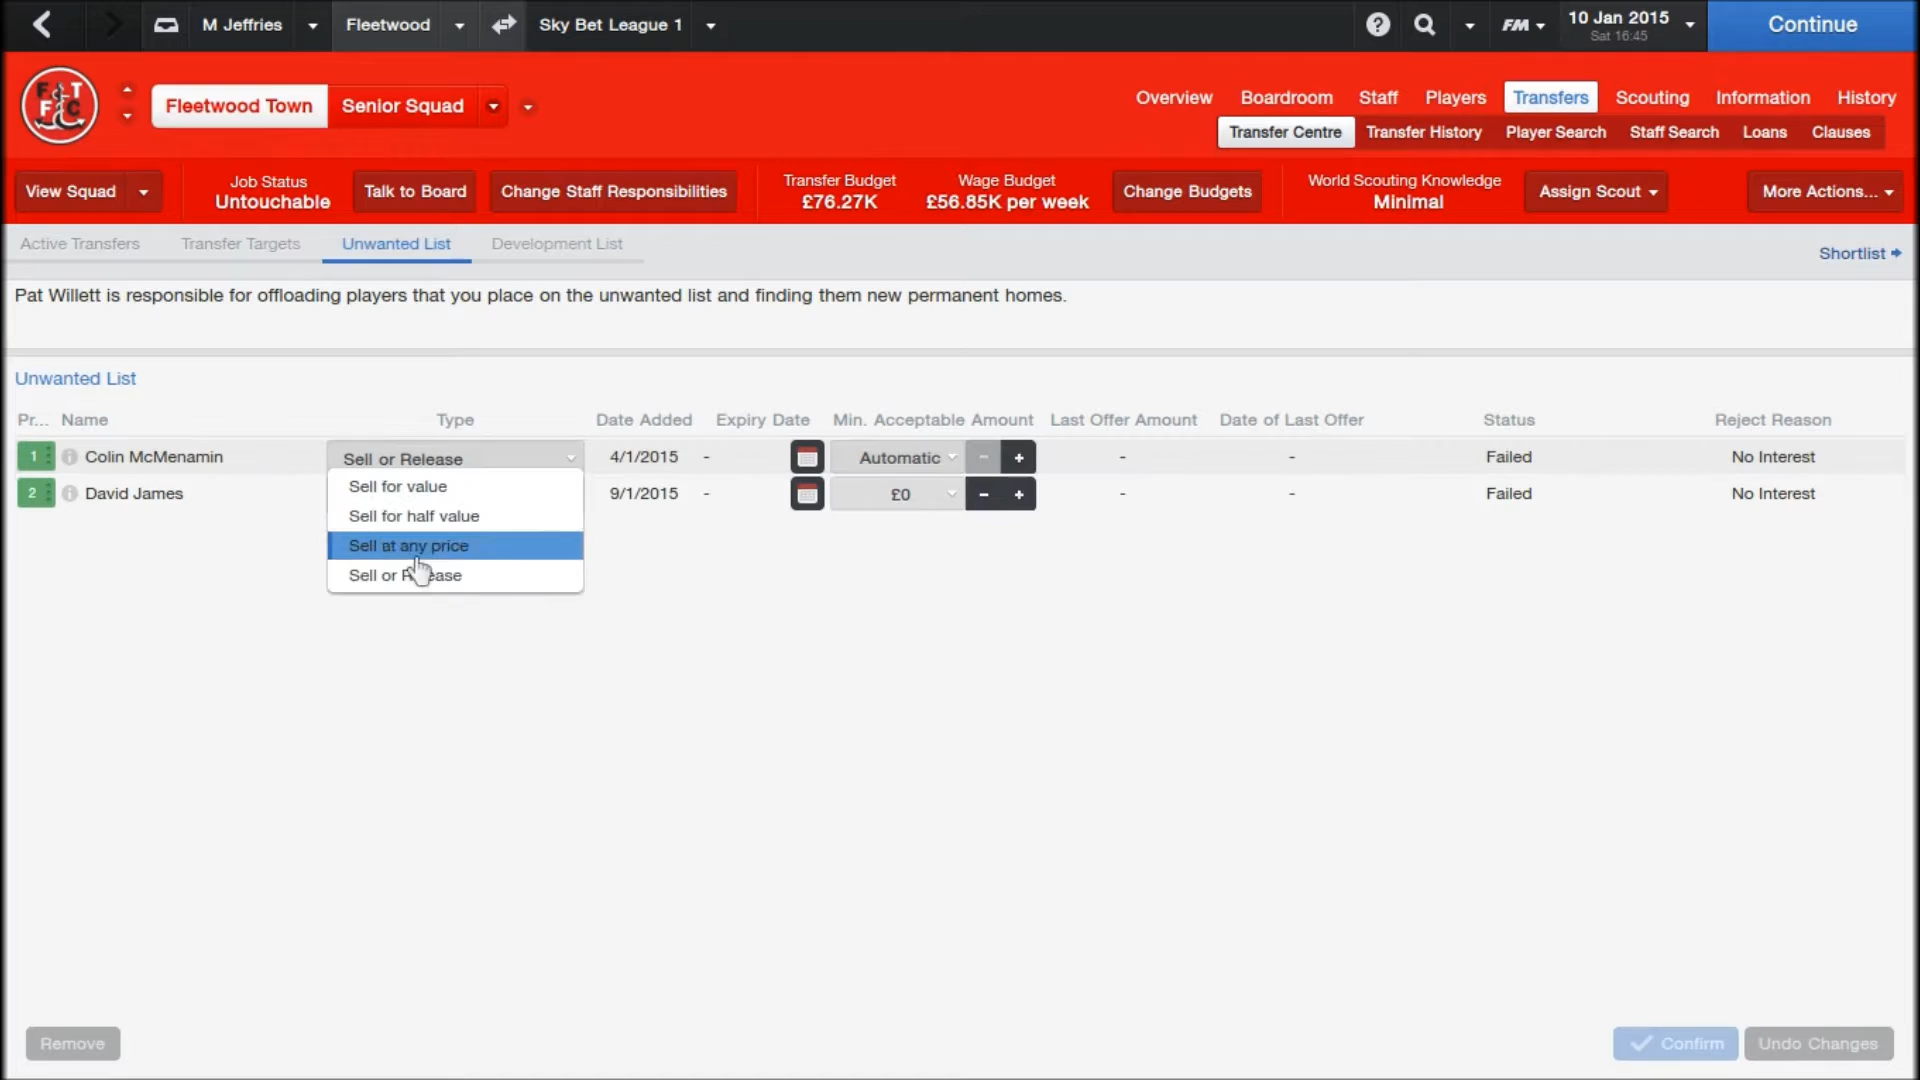 M Jeffries Fleetwood Sky Bet League 1 FM 10 Jan 2015 Continue
Sat 16:45
F T F C
Fleetwood Town Senior Squad
Overview Boardroom Staff Players Transfers Scouting Information History
Transfer Centre Transfer History Player Search Staff Search Loans Clauses
View Squad Job Status Talk to Board Change Staff Responsibilities Transfer Budget Wage Budget Change Budgets World Scouting Knowledge Assign Scout More Actions...
Untouchable £76.27K £56.85K per week Minimal
Active Transfers Transfer Targets Unwanted List Development List Shortlist
Pat Willett is responsible for offloading players that you place on the unwanted list and finding them new permanent homes.
Unwanted List
Pr... Name Type Date Added Expiry Date Min. Acceptable Amount Last Offer Amount Date of Last Offer Status Reject Reason
1 Colin McMenamin Sell or Release 4/1/2015 - Automatic - + - - Failed No Interest
2 David James 9/1/2015 - £0 - + - - Failed No Interest
Sell for value
Sell for half value
Sell at any price
Sell or Release
Remove Confirm Undo Changes